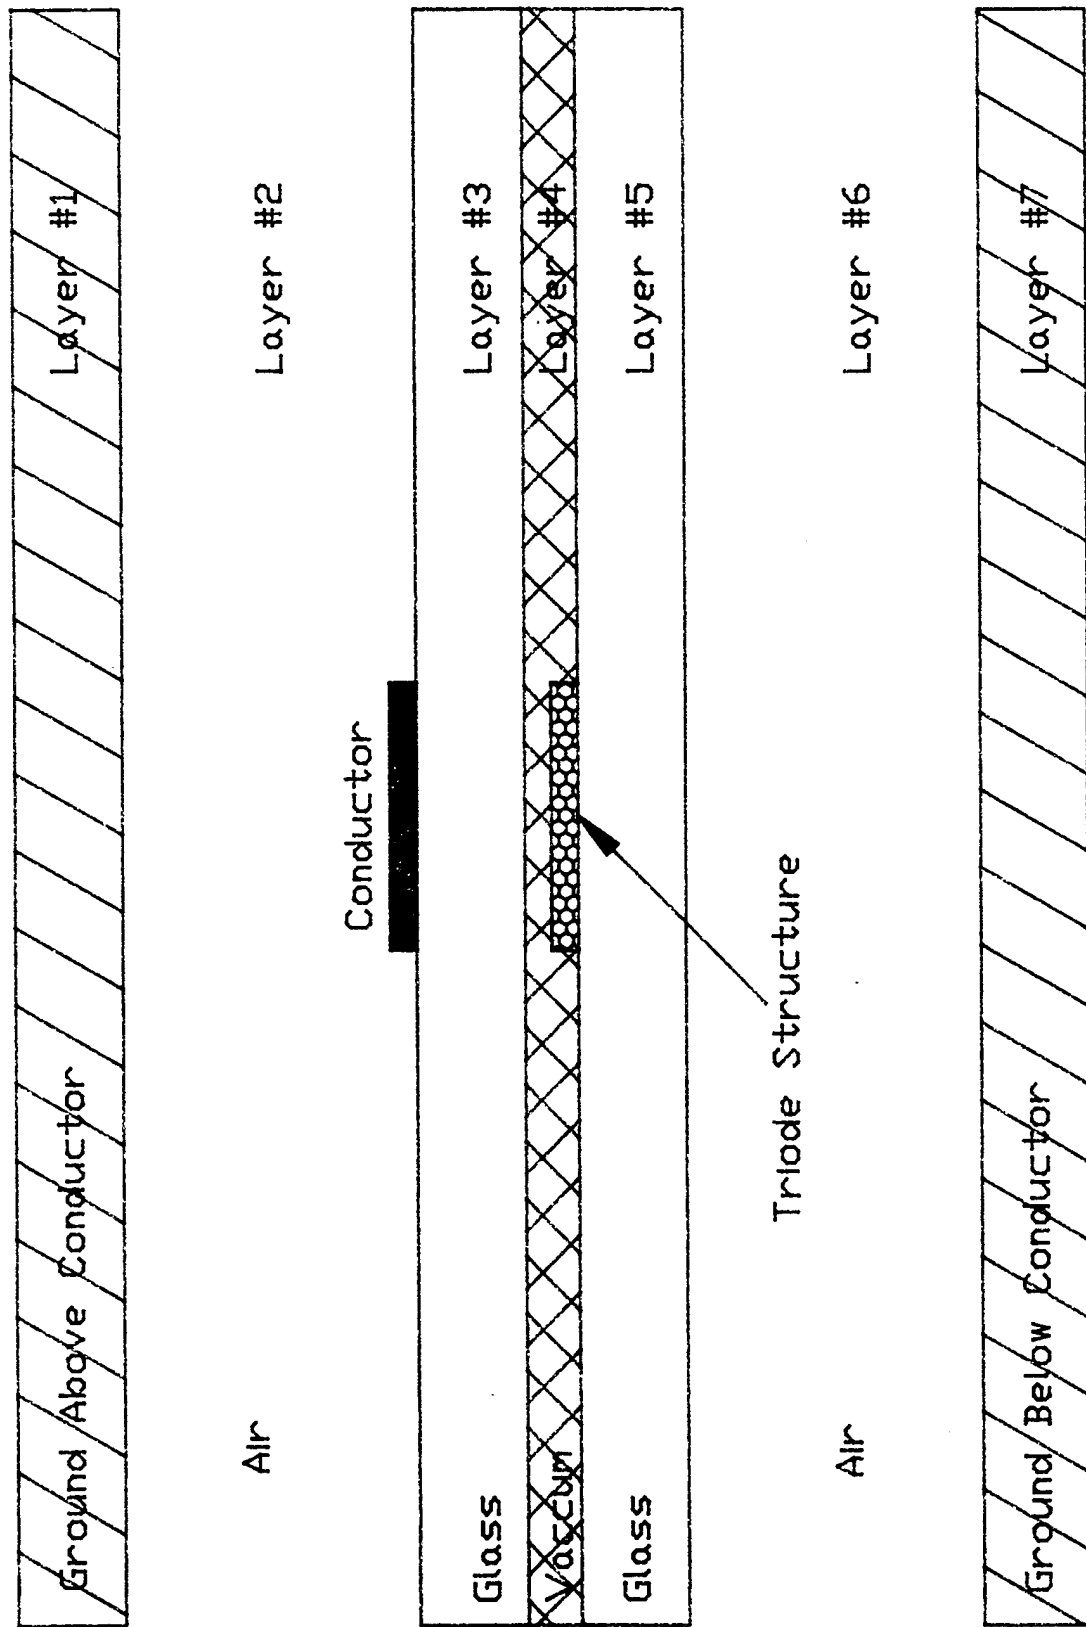 Ground Above Conductor
Layer #1
Air
Layer #2
Conductor
Glass
Layer #3
Vaccum
Layer #4
Glass
Layer #5
Triode Structure
Air
Layer #6
Ground Below Conductor
Layer #7